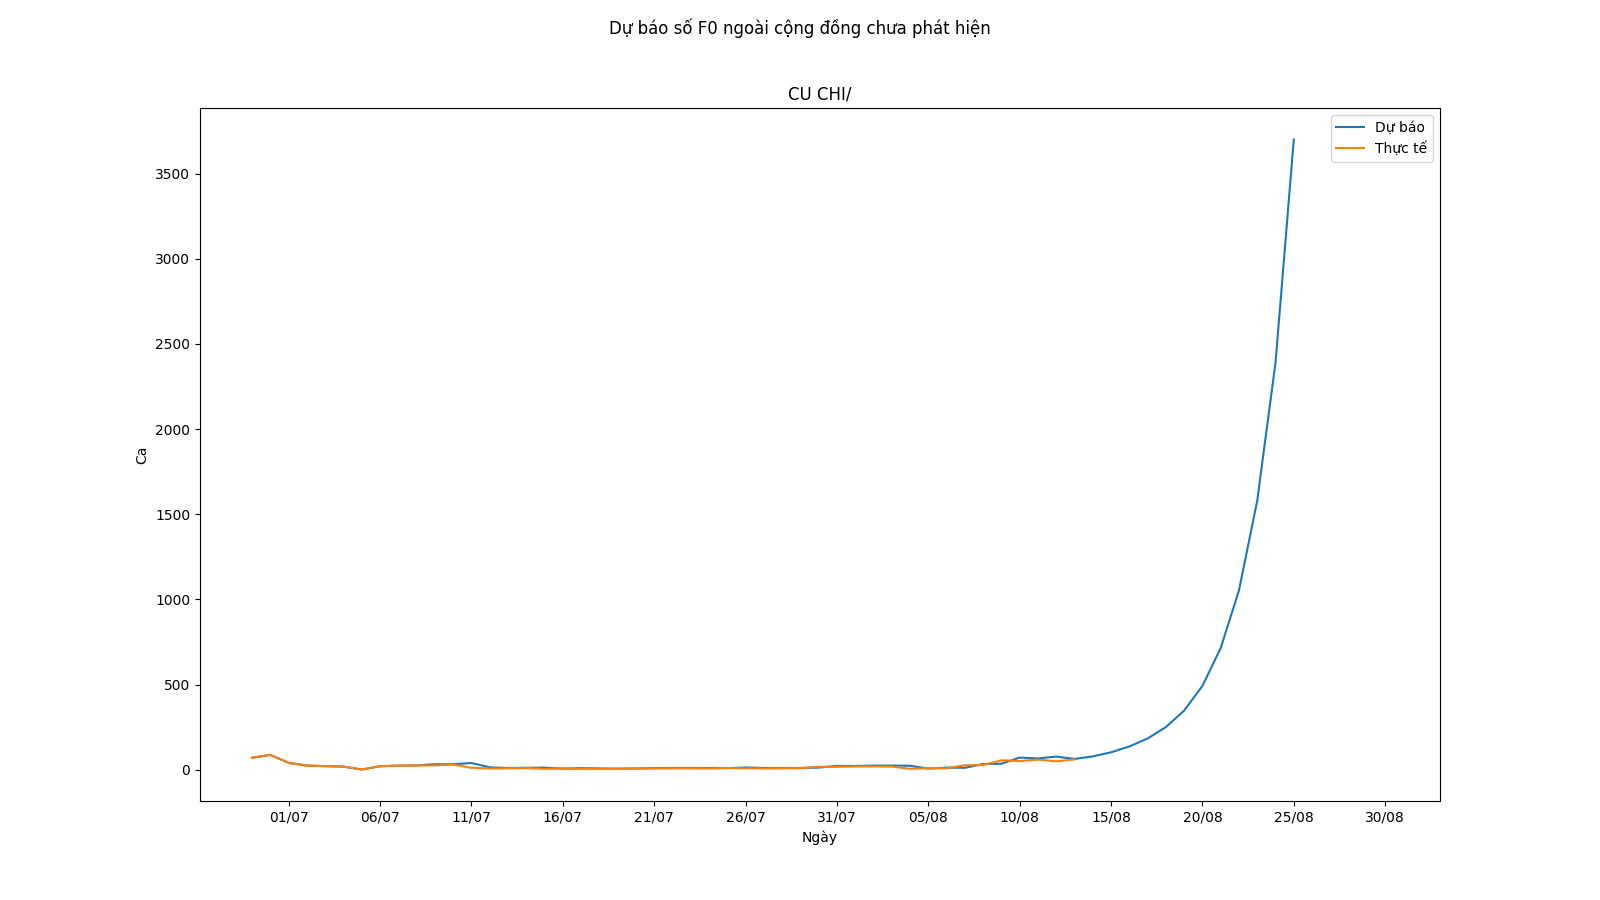 Dự báo số F0 ngoài cộng đồng chưa phát hiện
CU CHI/
Dự báo
Thực tế
3500
3000
2500
2000
1500
1000
500
0
Ca
01/07 06/07 11/07 16/07 21/07 26/07 31/07 05/08 10/08 15/08 20/08 25/08 30/08
Ngày